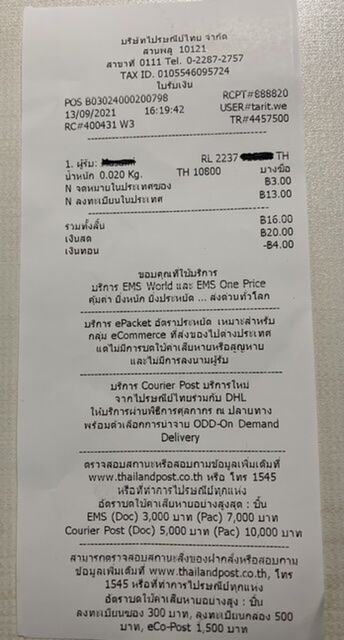 บริษัทไปรษณีย์ไทย จำกัด
สวนพลู 10121
สาขาที่ 0111 Tel. 0-2287-2757
TAX ID. 0105546095724
ใบรับเงิน
POS B03024000200798 RCPT#888820
13/09/2021 16:19:42 USER#tarit.we
RC#400431 W3 TR#4457500
1. ผู้รับ: RL 2237 TH
น้ำหนัก 0.020 Kg. TH 10800 บางซื่อ
N จดหมายในประเทศซอง ฿3.00
N ลงทะเบียนในประเทศ ฿13.00
รวมทั้งสิ้น ฿16.00
เงินสด ฿20.00
เงินทอน -฿4.00
ขอบคุณที่ใช้บริการ
บริการ EMS World และ EMS One Price
คุ้มค่า ยิ่งหนัก ยิ่งประหยัด ... ส่งด่วนทั่วโลก
บริการ ePacket อัตราประหยัด เหมาะสำหรับ
กลุ่ม eCommerce ที่ส่งของไปต่างประเทศ
แต่ไม่มีการชดใช้ค่าเสียหายหรือสูญหาย
และไม่มีการลงนามผู้รับ
บริการ Courier Post บริการใหม่
จากไปรษณีย์ไทยร่วมกับ DHL
ให้บริการผ่านพิธีการศุลกากร ณ ปลายทาง
พร้อมตัวเลือกการนำจ่าย ODD-On Demand
Delivery
ตรวจสอบสถานะหรือสอบถามข้อมูลเพิ่มเติมที่
www.thailandpost.co.th หรือ โทร 1545
หรือที่ทำการไปรษณีย์ทุกแห่ง
อัตราชดใช้ค่าเสียหายอย่างสูงสุด : ชิ้น
EMS (Doc) 3,000 บาท (Pac) 7,000 บาท
Courier Post (Doc) 5,000 บาท (Pac) 10,000 บาท
สามารถตรวจสอบสถานะสิ่งของฝากส่งหรือสอบถาม
ข้อมูลเพิ่มเติมที่ www.thailandpost.co.th, โทร
1545 หรือที่ทำการไปรษณีย์ทุกแห่ง
อัตราชดใช้ค่าเสียหายอย่างสูง : ชิ้น
ลงทะเบียนซอง 300 บาท, ลงทะเบียนกล่อง 500
บาท, eCo-Post 1,500 บาท